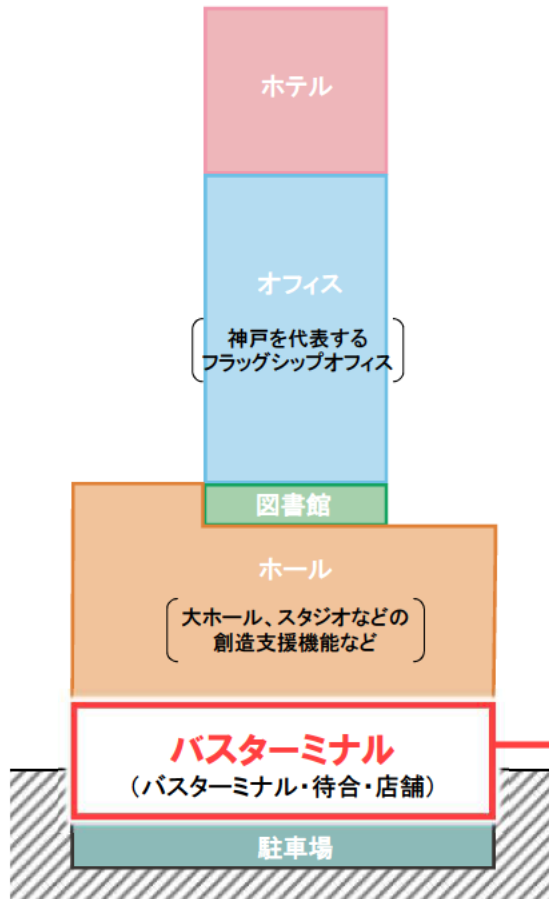 ホテル
オフィス
神戸を代表する
フラッグシップオフィス
図書館
ホール
大ホール、スタジオなどの
創造支援機能など
バスターミナル
（バスターミナル・待合・店舗）
駐車場